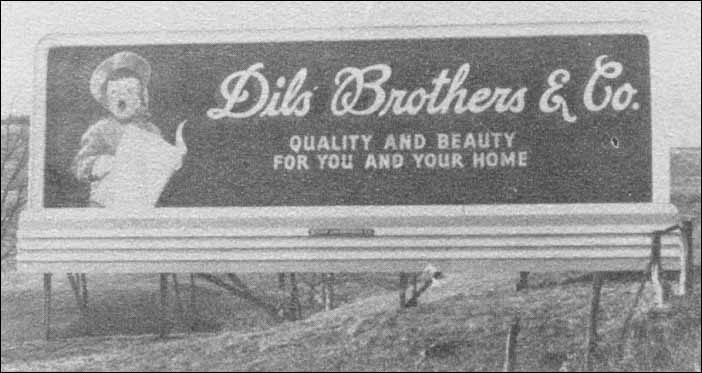 Dils Brothers & Co.
QUALITY AND BEAUTY
FOR YOU AND YOUR HOME